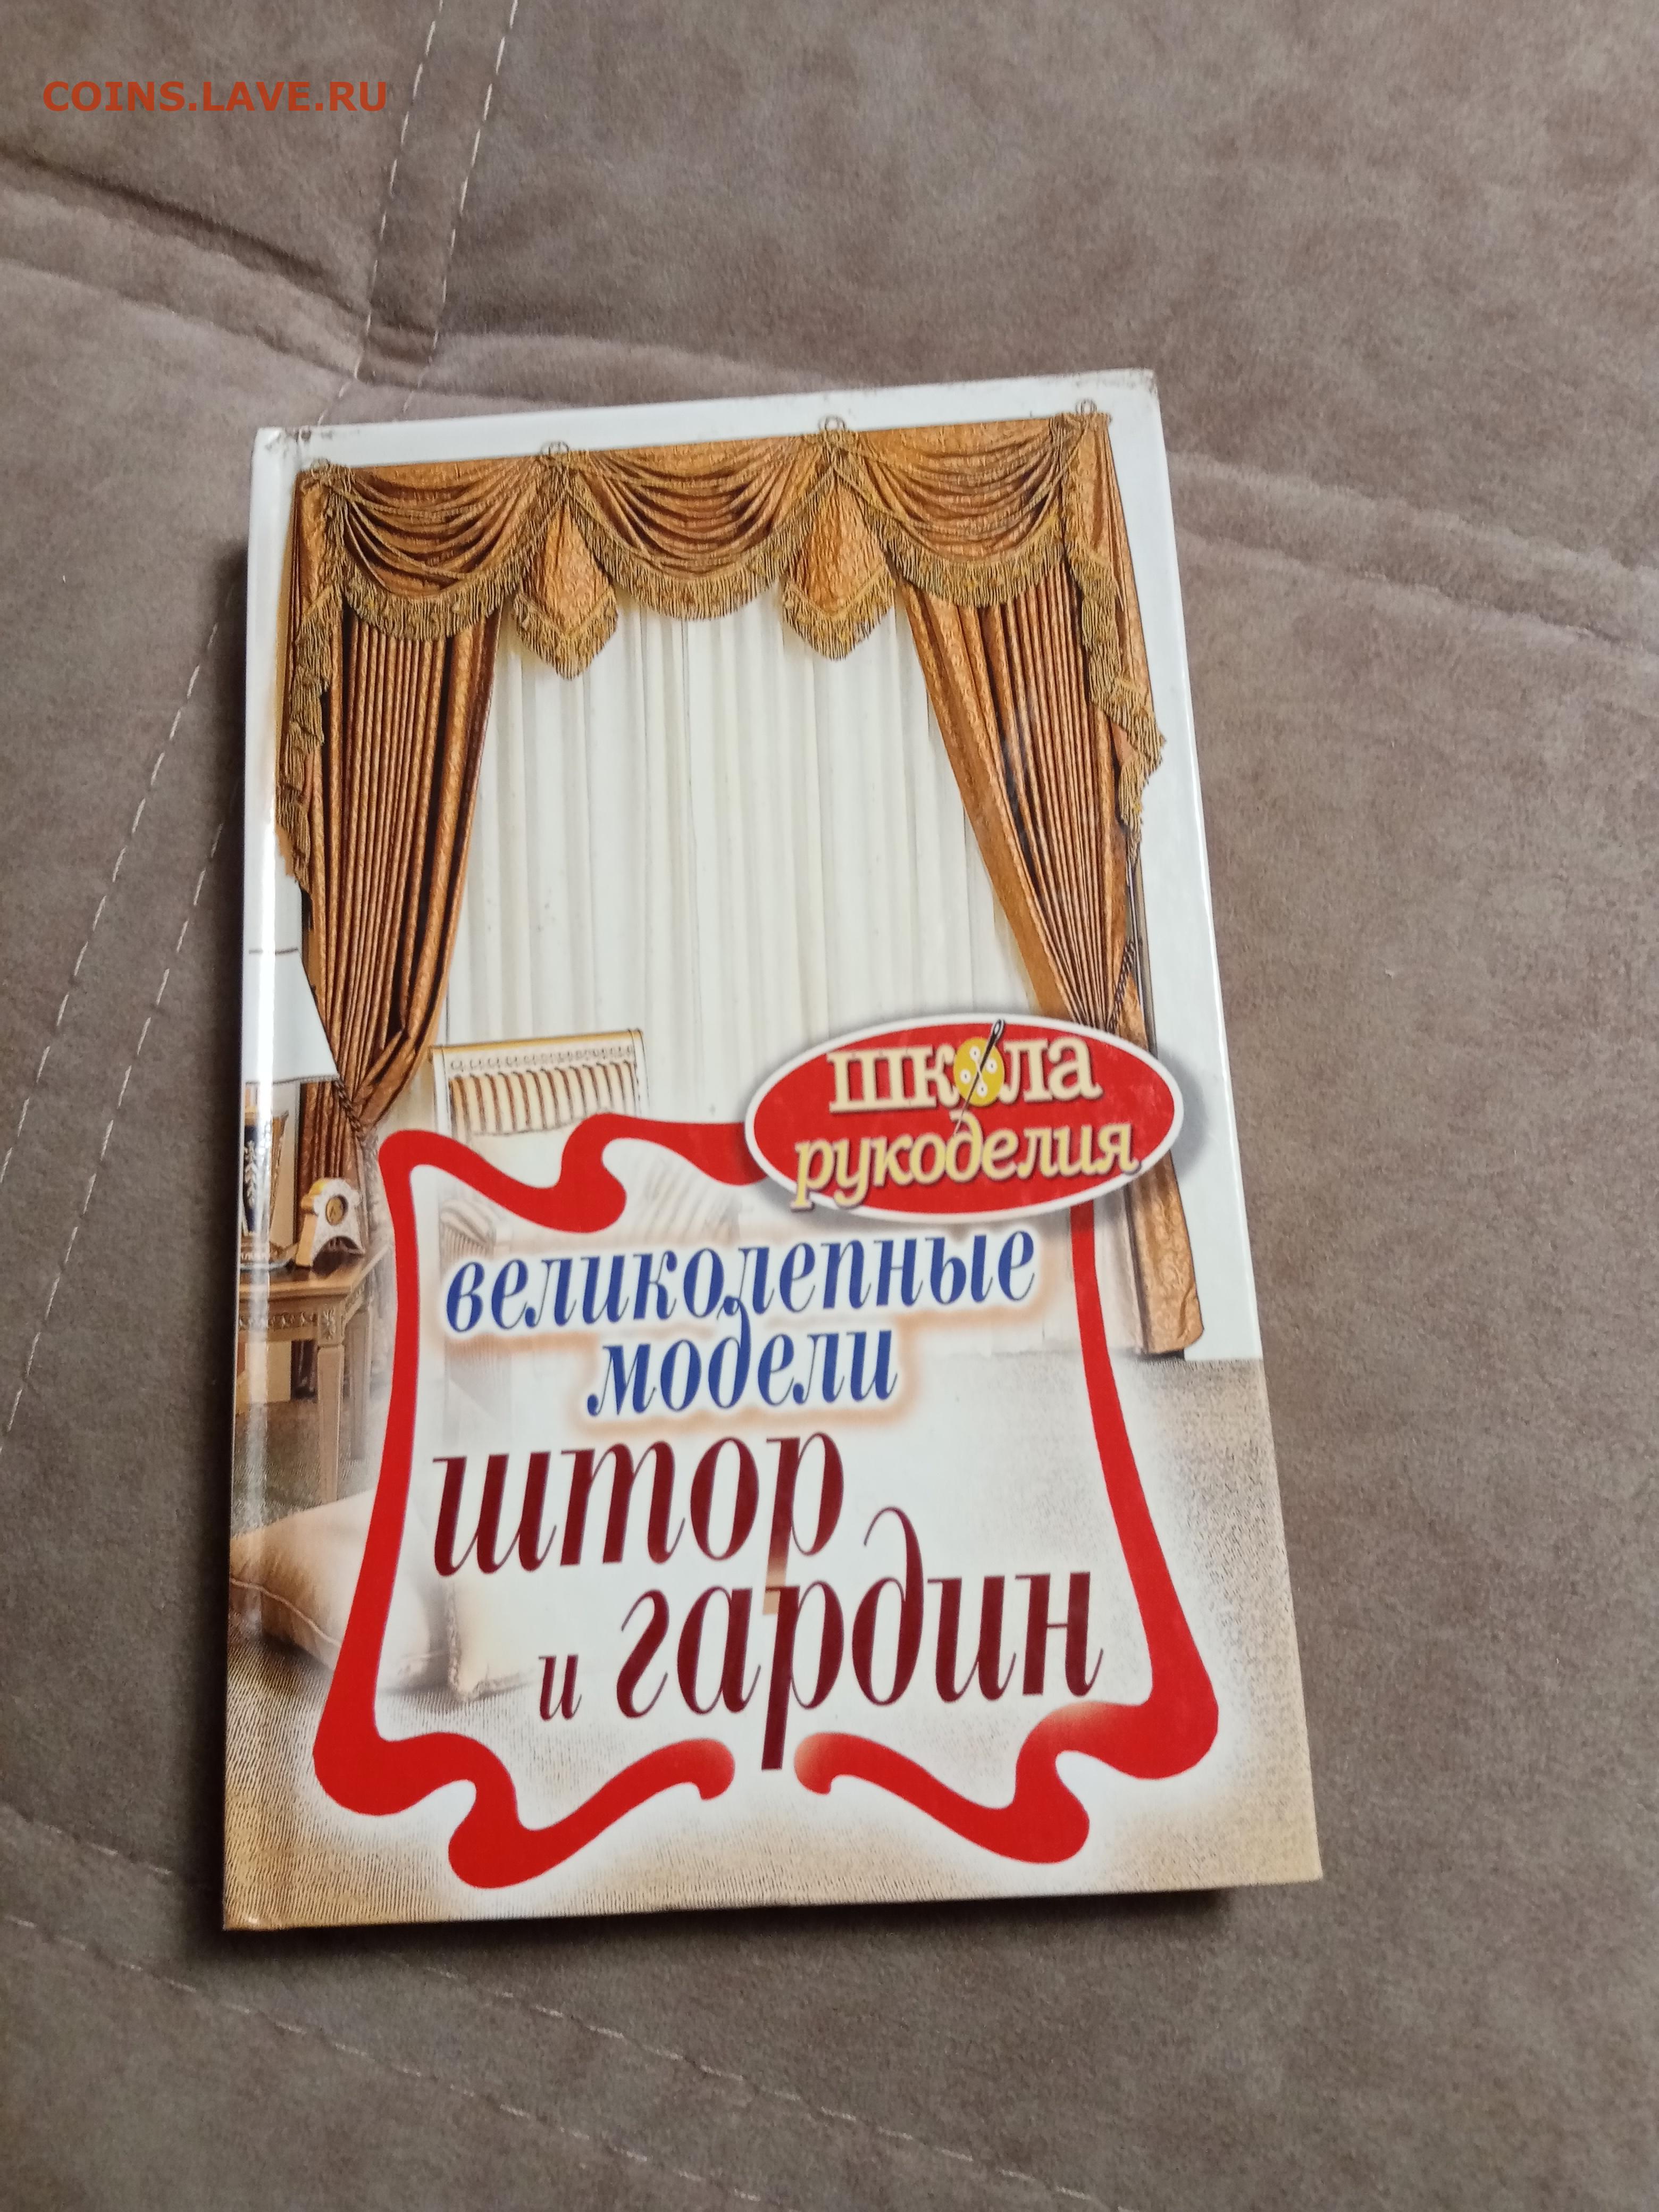 COINS.LAVE.RU
школа
рукоделия
великолепные
модели
штор
и гардин